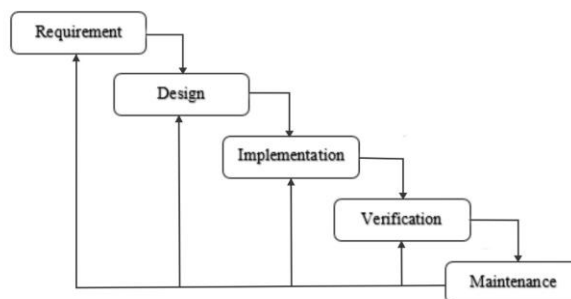 Requirement
Design
Implementation
Verification
Maintenance